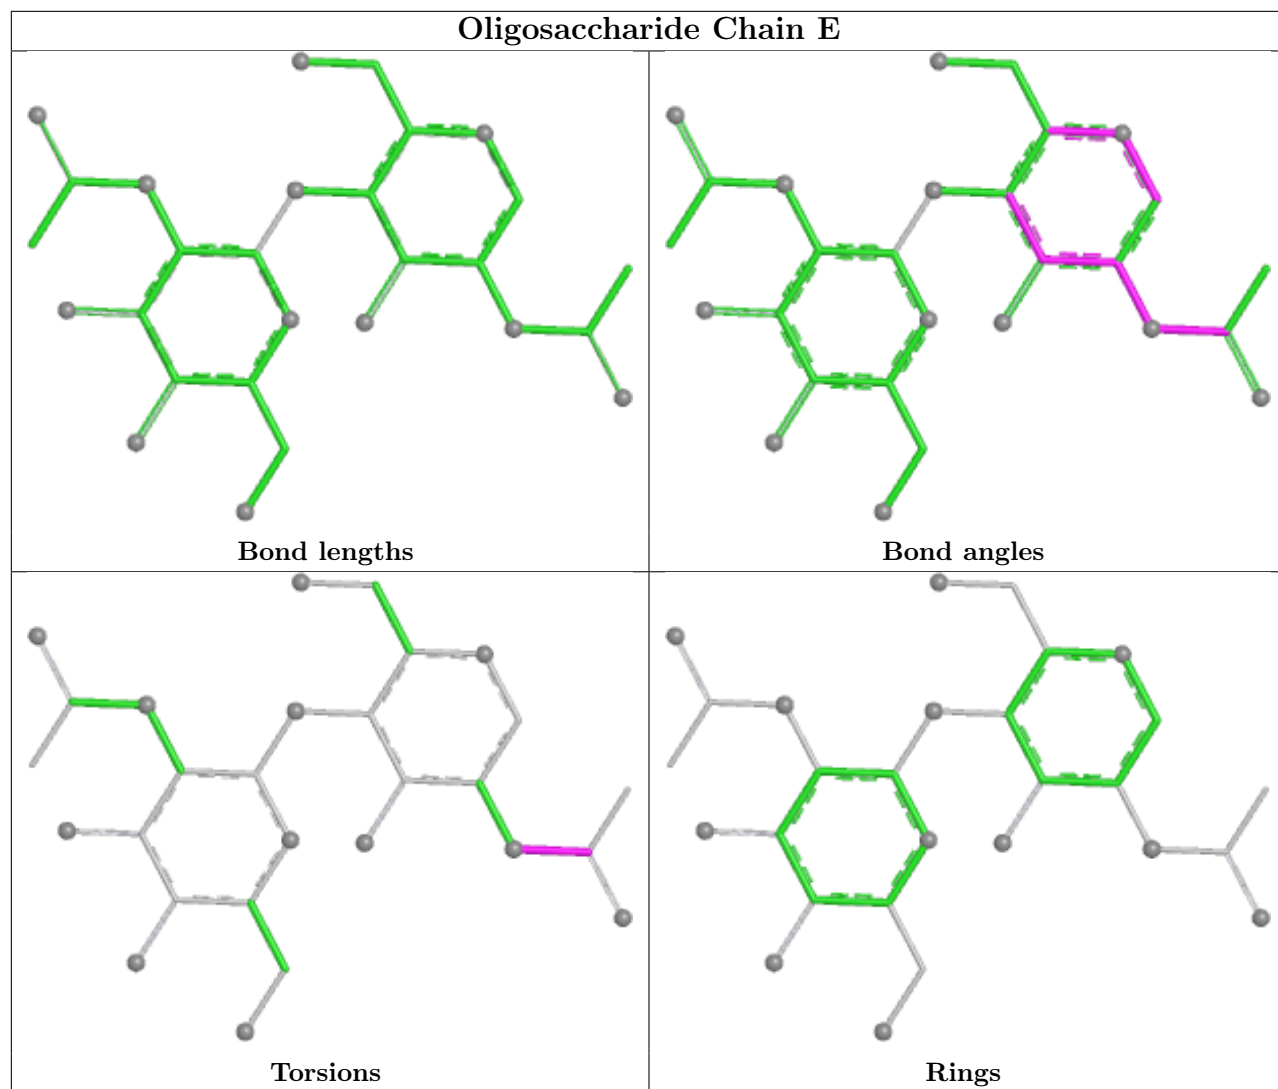 Oligosaccharide Chain E
Bond lengths
Bond angles
Torsions
Rings